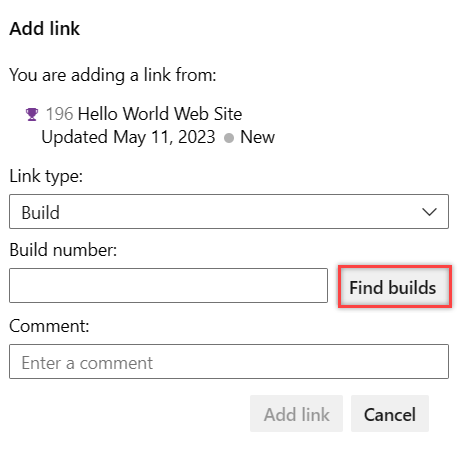 Add link
You are adding a link from:
196 Hello World Web Site
Updated May 11, 2023 New
Link type:
Build
Build number:
Find builds
Comment:
Enter a comment
Add link Cancel